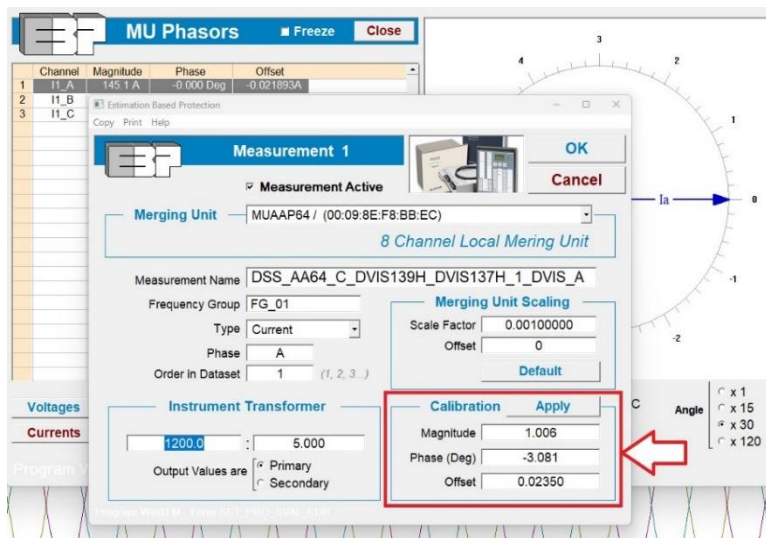 EBP MU Phasors Freeze Close
Channel Magnitude Phase Offset
1 I1_A 145.1 A -0.000 Deg -0.021893A
2 I1_B
3 I1_C
Estimation Based Protection
Copy Print Help
EBP Measurement 1
OK
Measurement Active
Cancel
Merging Unit MUAAP64 / (00:09:8E:F8:BB:EC)
8 Channel Local Mering Unit
Measurement Name DSS_AA64_C_DVIS139H_DVIS137H_1_DVIS_A
Frequency Group FG_01
Type Current
Phase A
Order in Dataset 1 (1, 2, 3...)
Merging Unit Scaling
Scale Factor 0.00100000
Offset 0
Default
Instrument Transformer
1200.0 : 5.000
Output Values are Primary
Secondary
Calibration Apply
Magnitude 1.006
Phase (Deg) -3.081
Offset 0.02350
Voltages
Currents
4 3 2 1 0 -1 -2
Ia
C Angle x 1
x 15
x 30
x 120